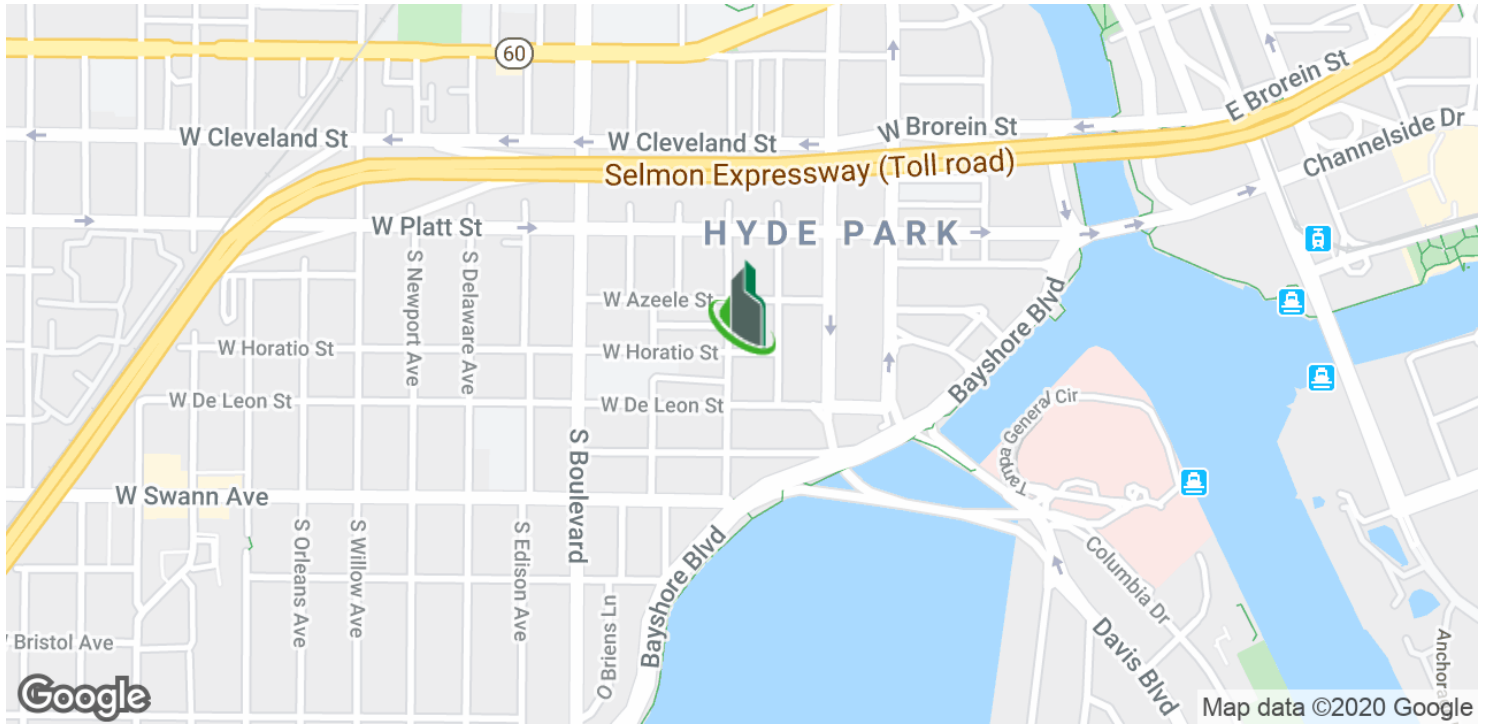 60
E Brorein St
W Cleveland St
W Cleveland St
W Brorein St
Channelside Dr
Selmon Expressway (Toll road)
W Platt St
HYDE PARK
S Newport Ave
S Delaware Ave
W Azeele St
W Horatio St
W Horatio St
Bayshore Blvd
W De Leon St
W De Leon St
Tampa General Cir
S Boulevard
W Swann Ave
S Orleans Ave
S Willow Ave
S Edison Ave
Bayshore Blvd
Columbia Dr
O Briens Ln
Davis Blvd
Bristol Ave
Google
Map data ©2020 Google